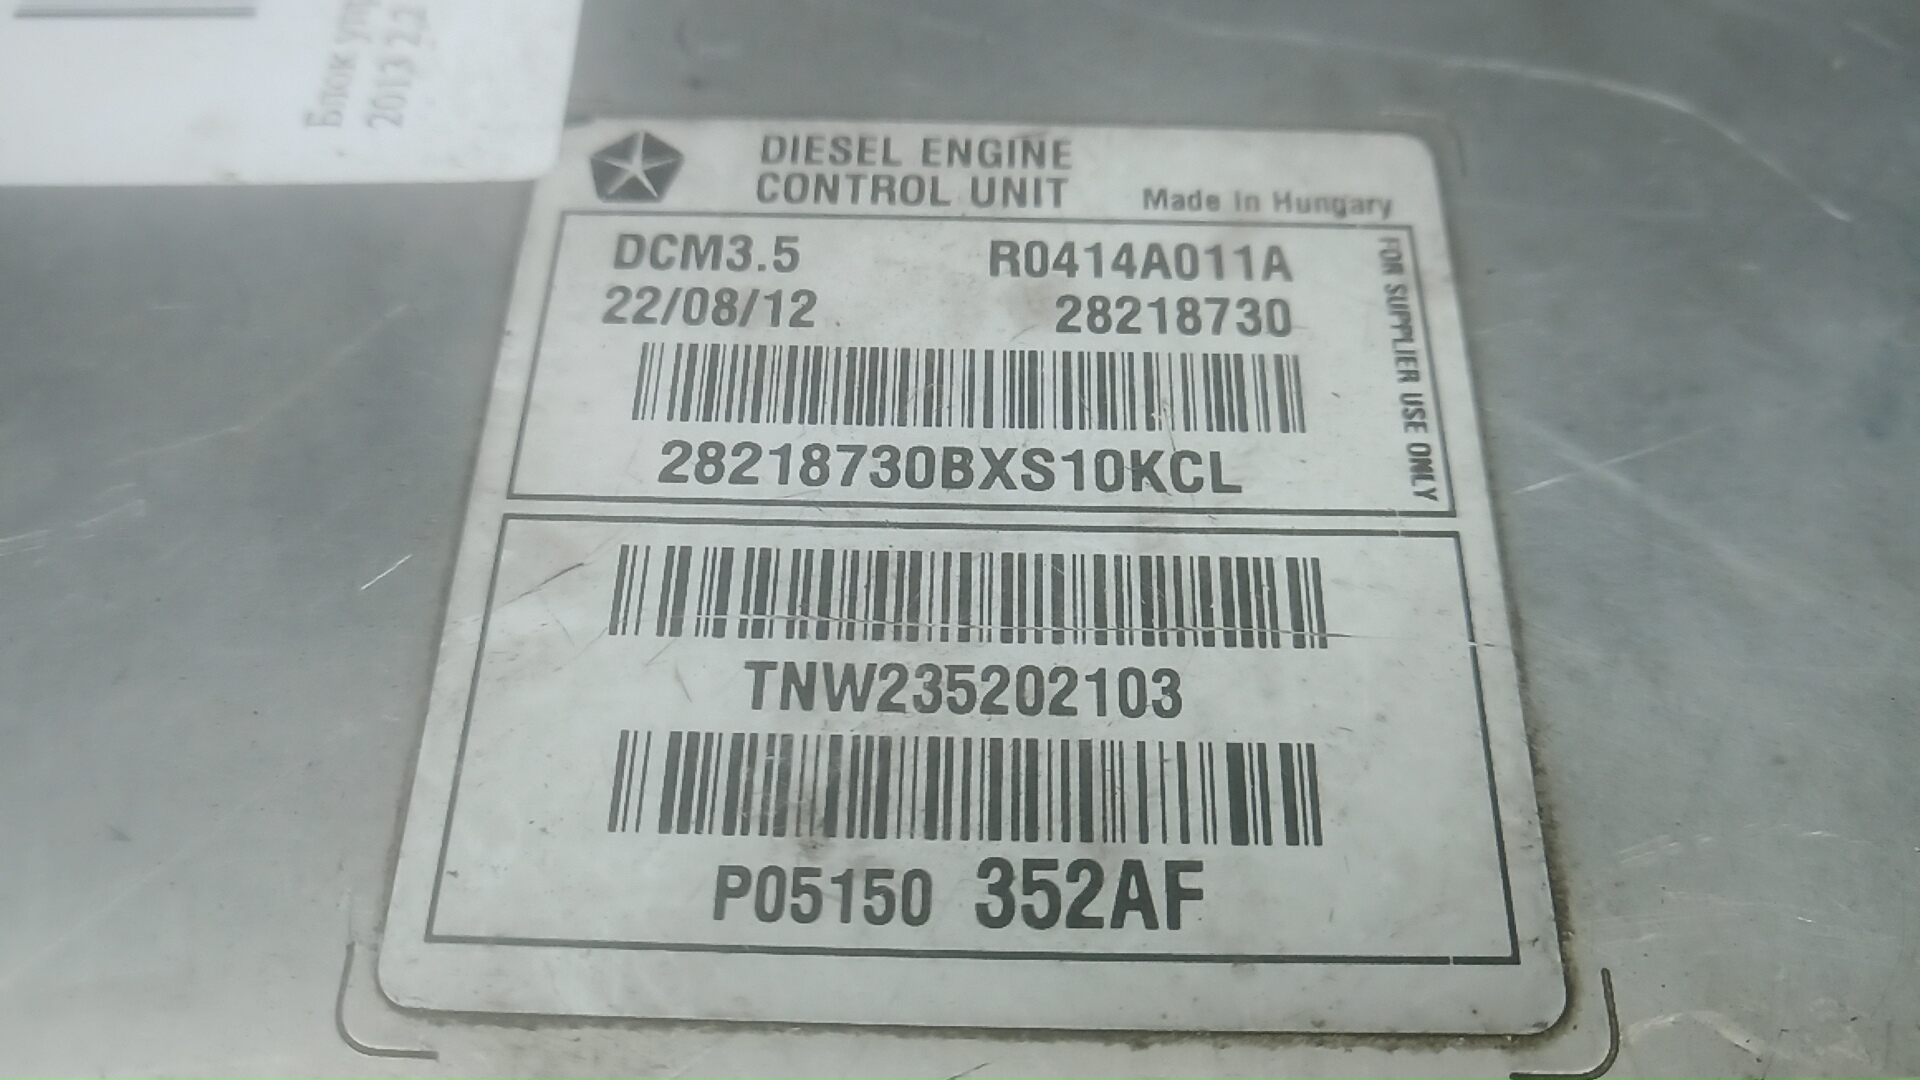 Блок упр
2013 2,2
DIESEL ENGINE
CONTROL UNIT
Made In Hungary
DCM3.5 R0414A011A
22/08/12 28218730
28218730BXS10KCL
FOR SUPPLIER USE ONLY
TNW235202103
P05150 352AF